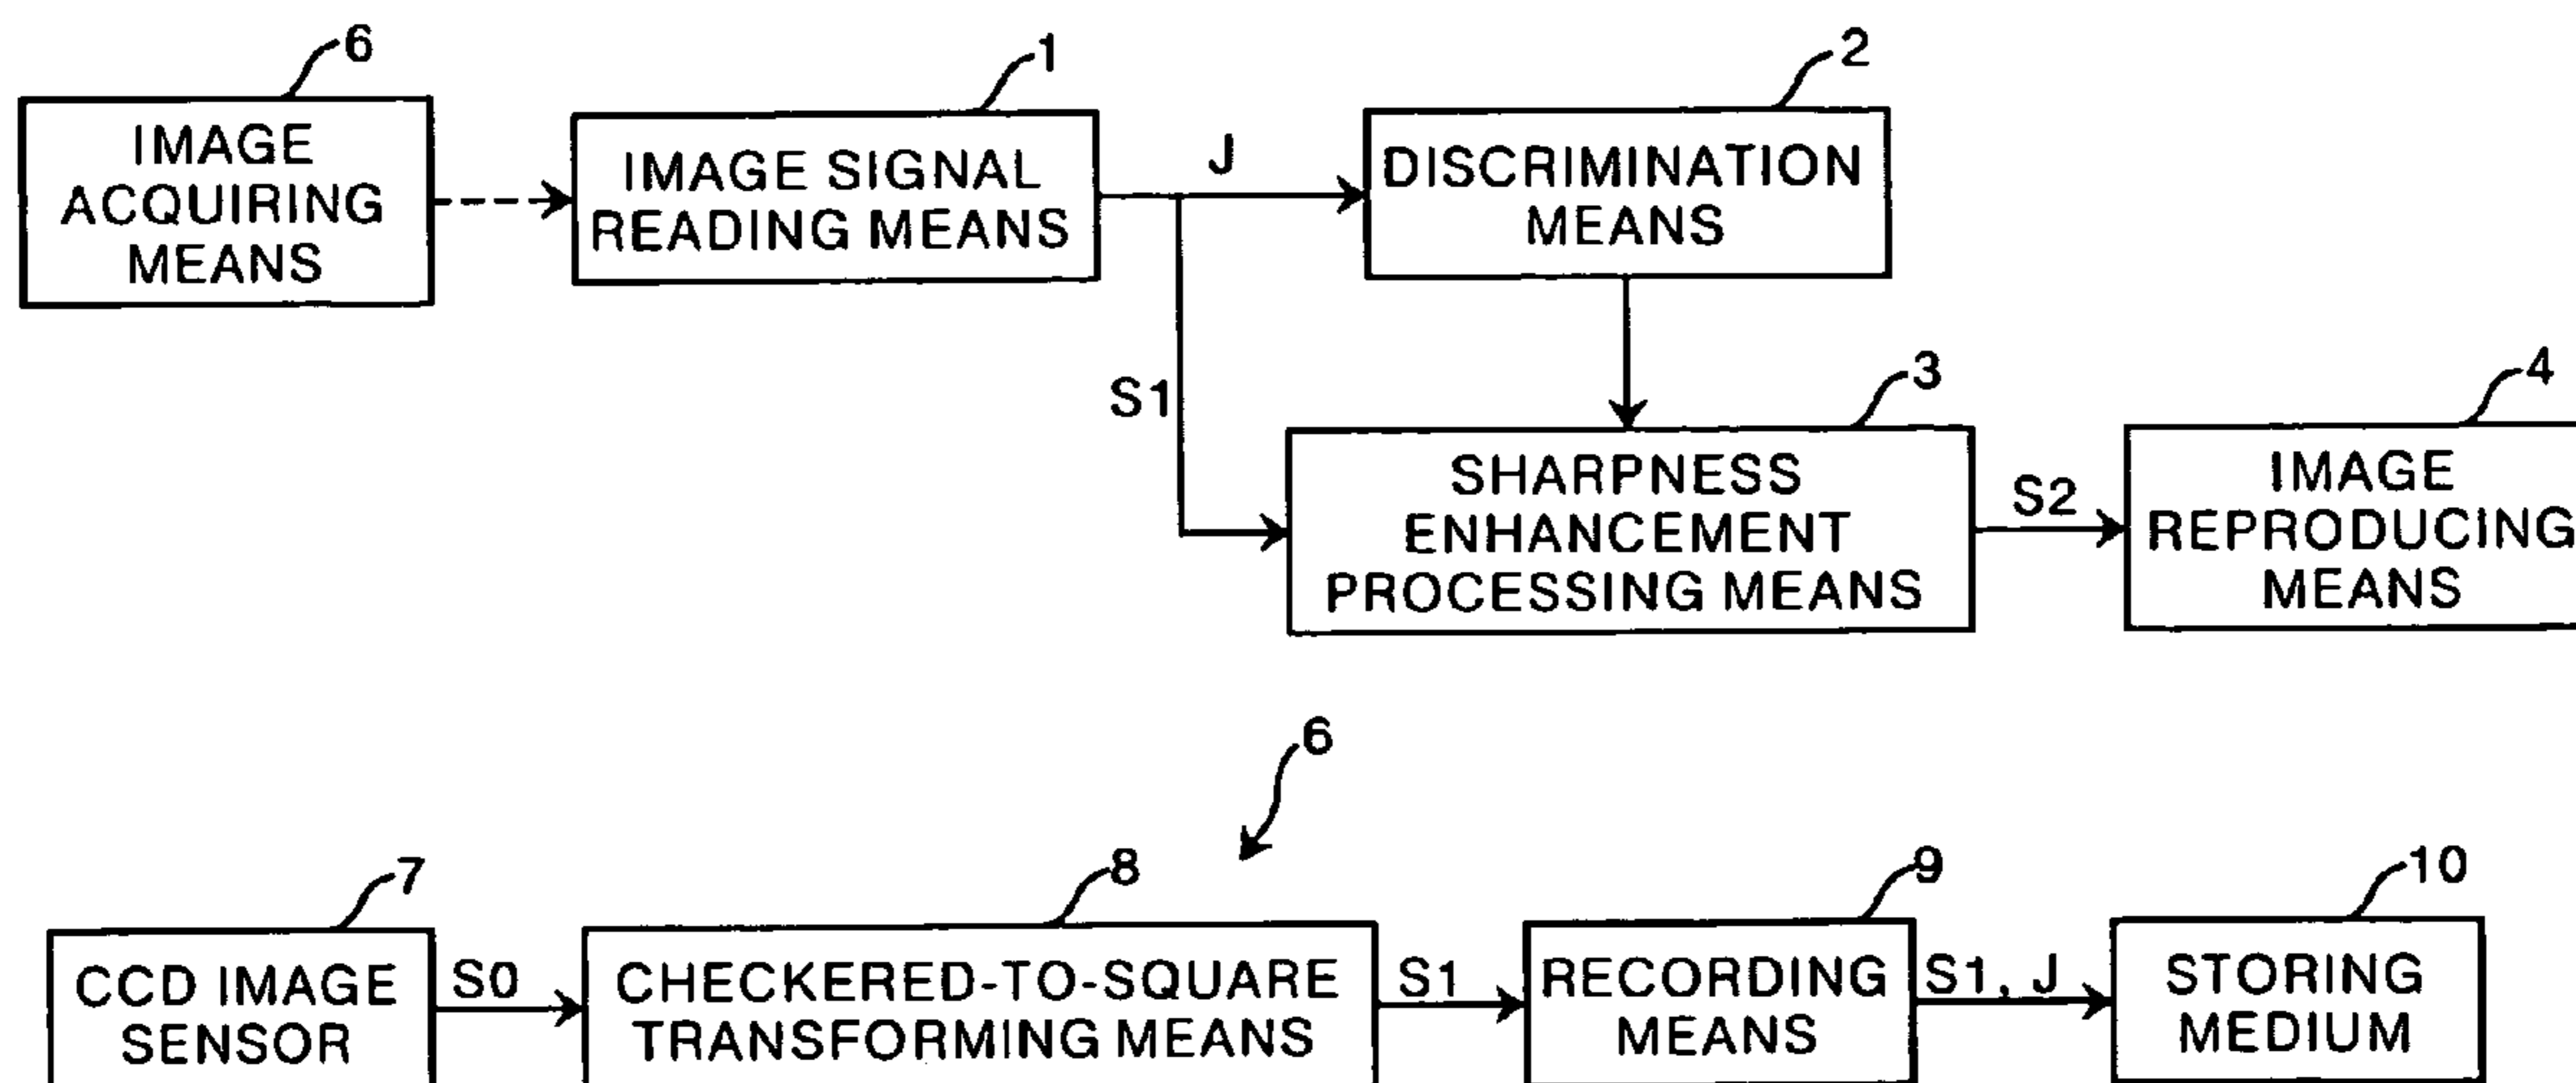 6
1
2
IMAGE
ACQUIRING
MEANS
IMAGE SIGNAL
READING MEANS
J
DISCRIMINATION
MEANS
S1
3
4
SHARPNESS
ENHANCEMENT
PROCESSING MEANS
S2
IMAGE
REPRODUCING
MEANS
6
7
8
9
10
CCD IMAGE
SENSOR
S0
CHECKERED-TO-SQUARE
TRANSFORMING MEANS
S1
RECORDING
MEANS
S1, J
STORING
MEDIUM